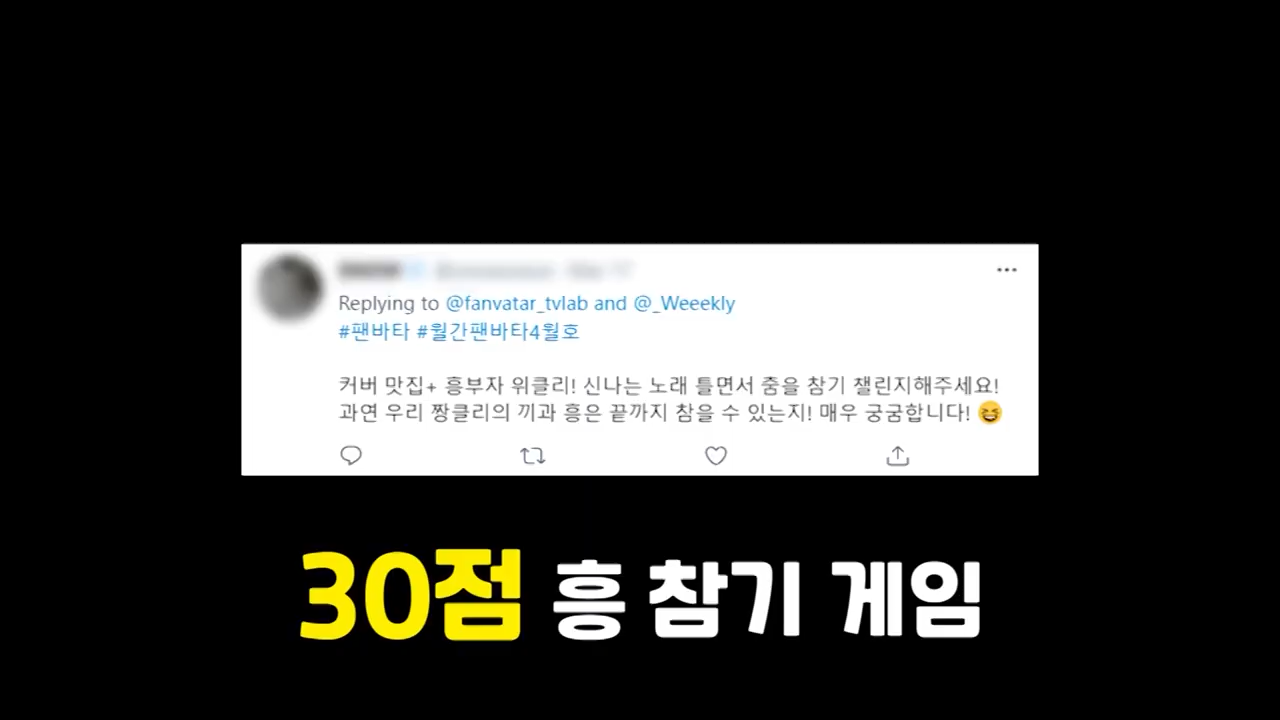 Replying to @fanvatar_tvlab and @_Weeekly
#팬바타 #월간팬바타4월호
커버 맛집+ 흥부자 위클리! 신나는 노래 틀면서 춤을 참기 챌린지해주세요!
과연 우리 짱클리의 끼과 흥은 끝까지 참을 수 있는지! 매우 궁굼합니다! 😆
30점 흥 참기 게임